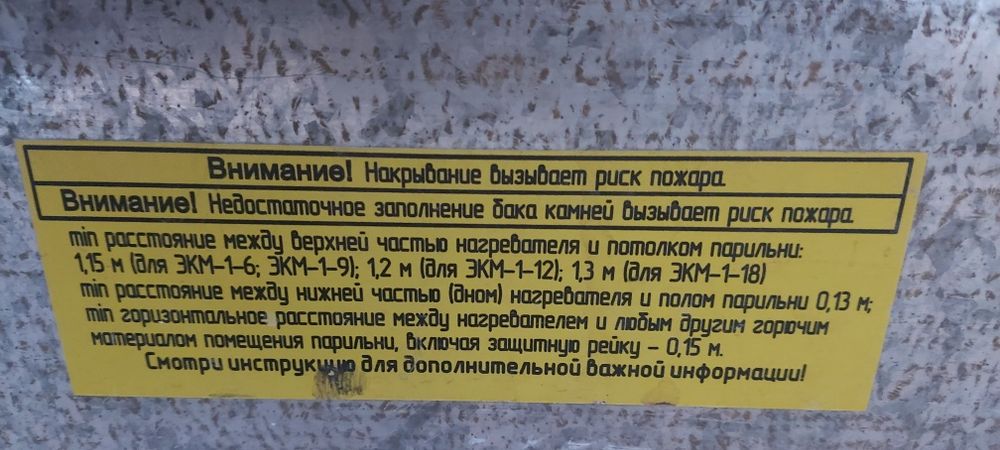 Внимание! Накрывание вызывает риск пожара.
Внимание! Недостаточное заполнение бака камней вызывает риск пожара.
min расстояние между верхней частью нагревателя и потолком парильни:
1,15 м (для ЭКМ-1-6; ЭКМ-1-9); 1,2 м (для ЭКМ-1-12); 1,3 м (для ЭКМ-1-18)
min расстояние между нижней частью (дном) нагревателя и полом парильни 0,13 м;
min горизонтальное расстояние между нагревателем и любым другим горючим
материалом помещения парильни, включая защитную рейку – 0,15 м.
Смотри инструкцию для дополнительной важной информации!